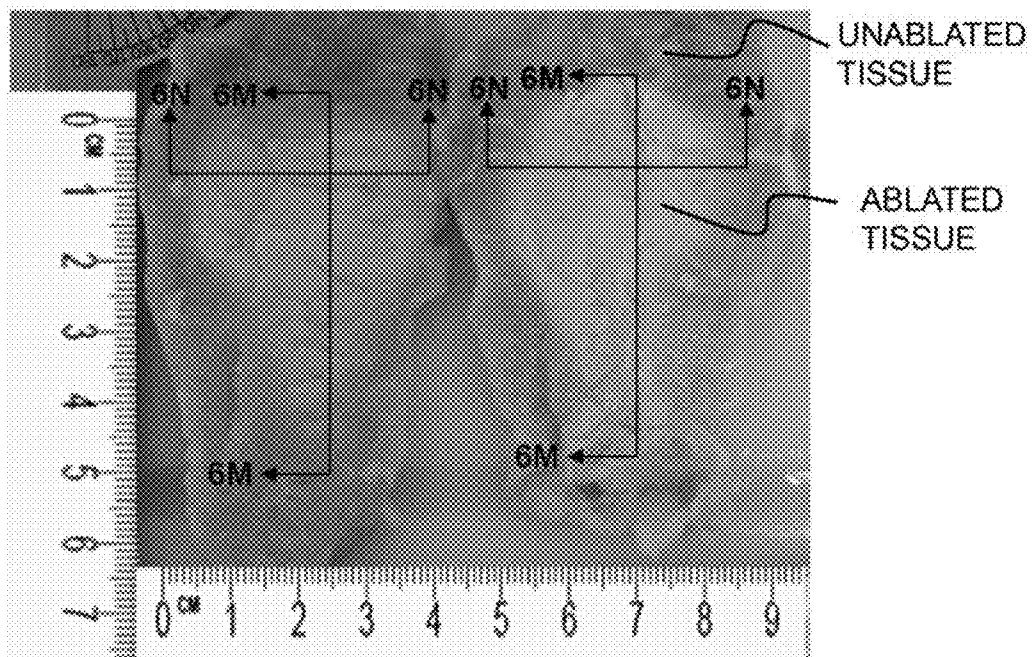 UNABLATED
TISSUE
6N 6M 6N 6N 6M 6N
ABLATED
TISSUE
6M 6M
0 CM 1 2 3 4 5 6 7
0 CM 1 2 3 4 5 6 7 8 9